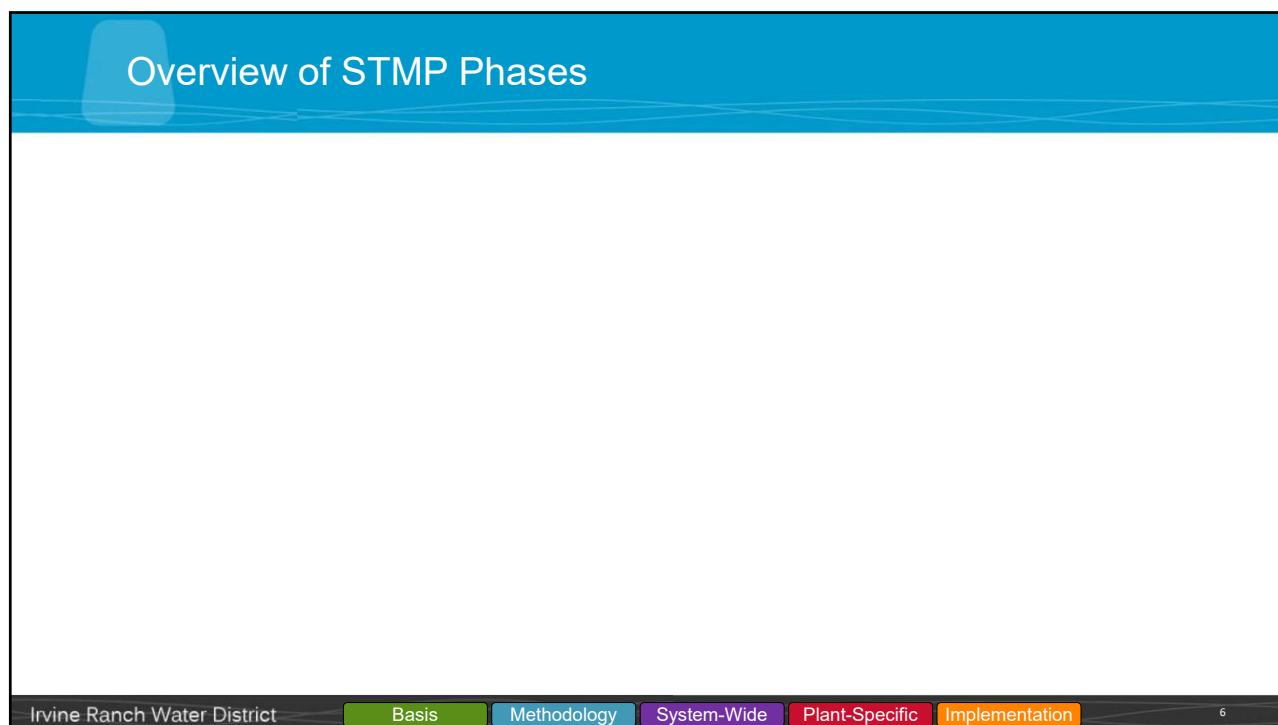 Overview of STMP Phases
Irvine Ranch Water District Basis Methodology System-Wide Plant-Specific Implementation 6